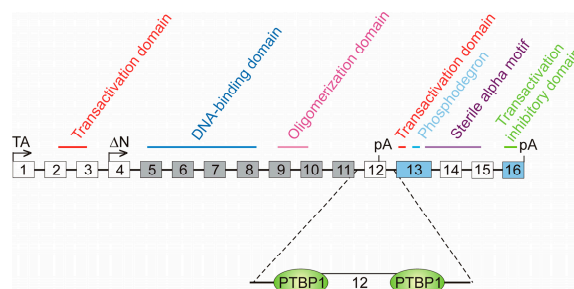 Transactivation domain
DNA-binding domain
Oligomerization domain
Transactivation domain
Phosphodegron
Sterile alpha motif
Transactivation
inhibitory domain
TA
ΔN
pA
pA
1 2 3 4 5 6 7 8 9 10 11 12 13 14 15 16
PTBP1 12 PTBP1